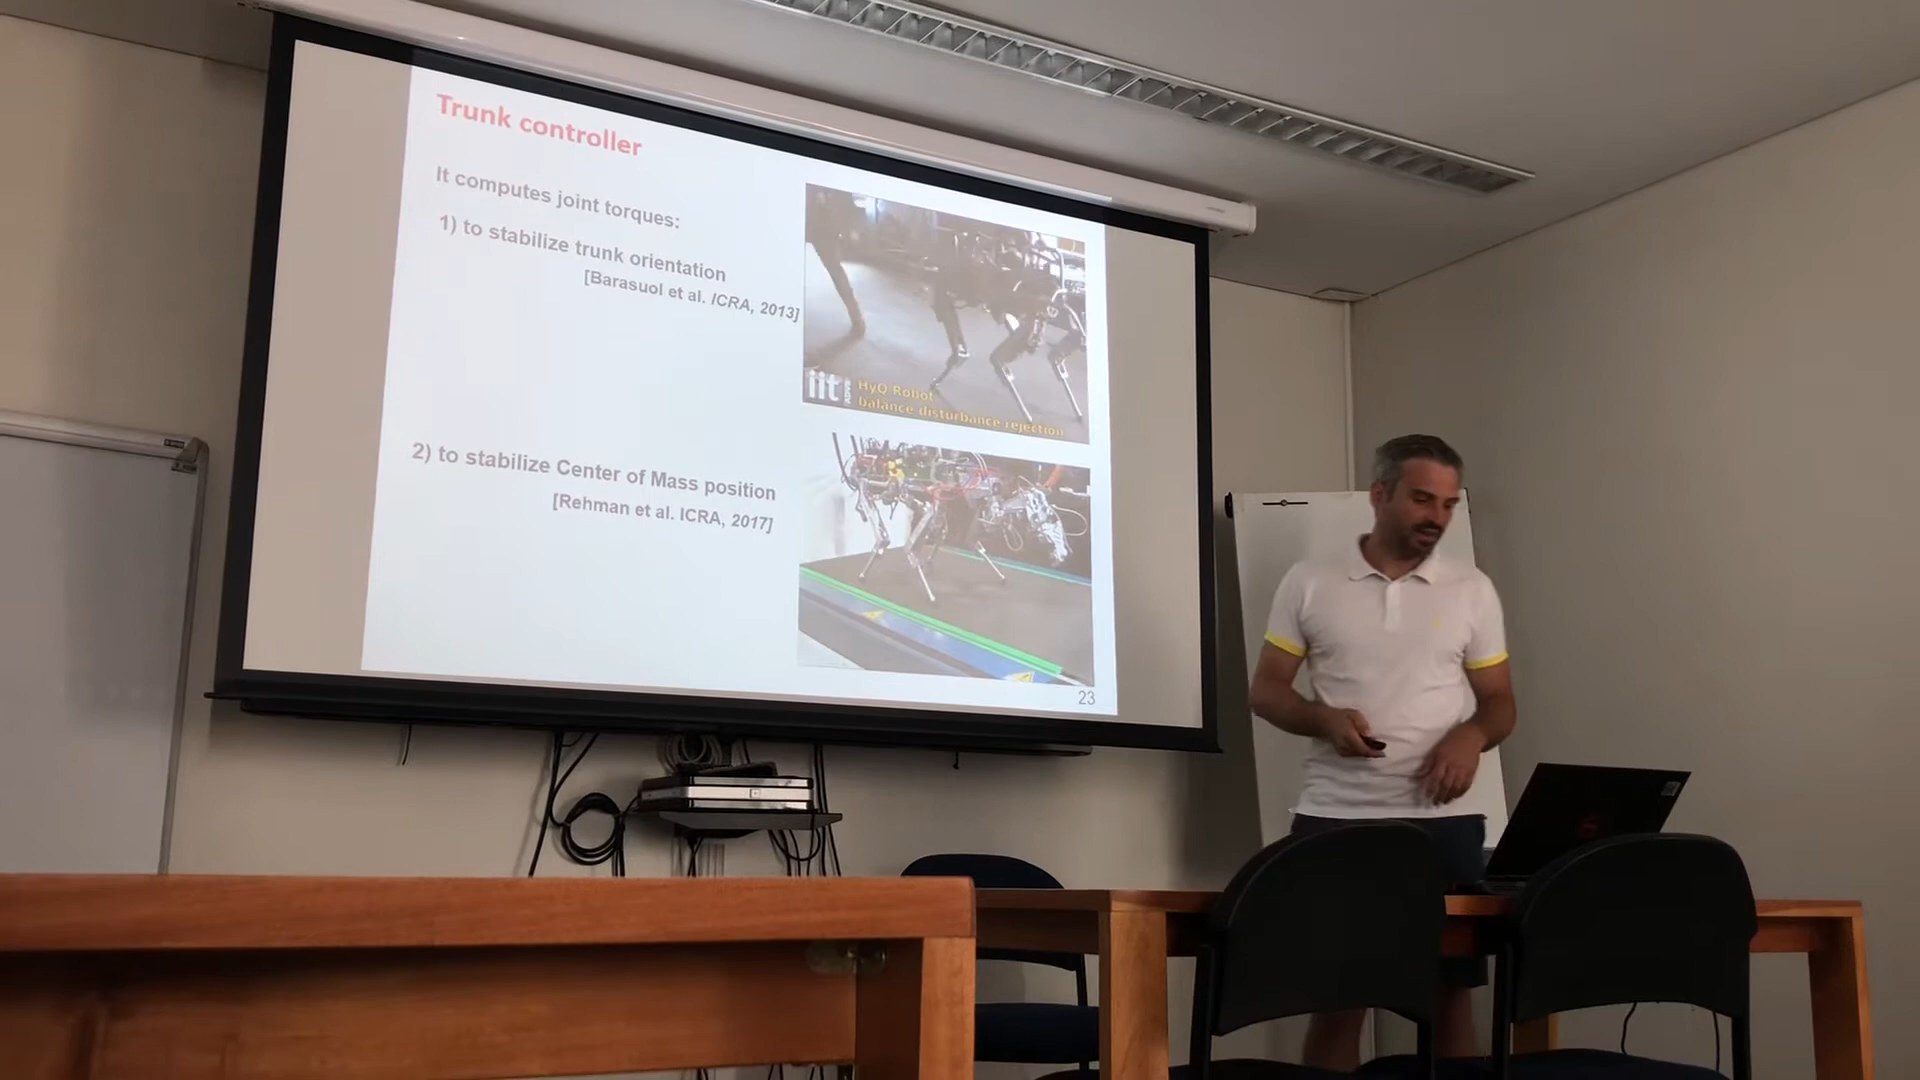 Trunk controller
It computes joint torques:
1) to stabilize trunk orientation
[Barasuol et al. ICRA, 2013]
iit
HyQ Robot
balance disturbance rejection
2) to stabilize Center of Mass position
[Rehman et al. ICRA, 2017]
23